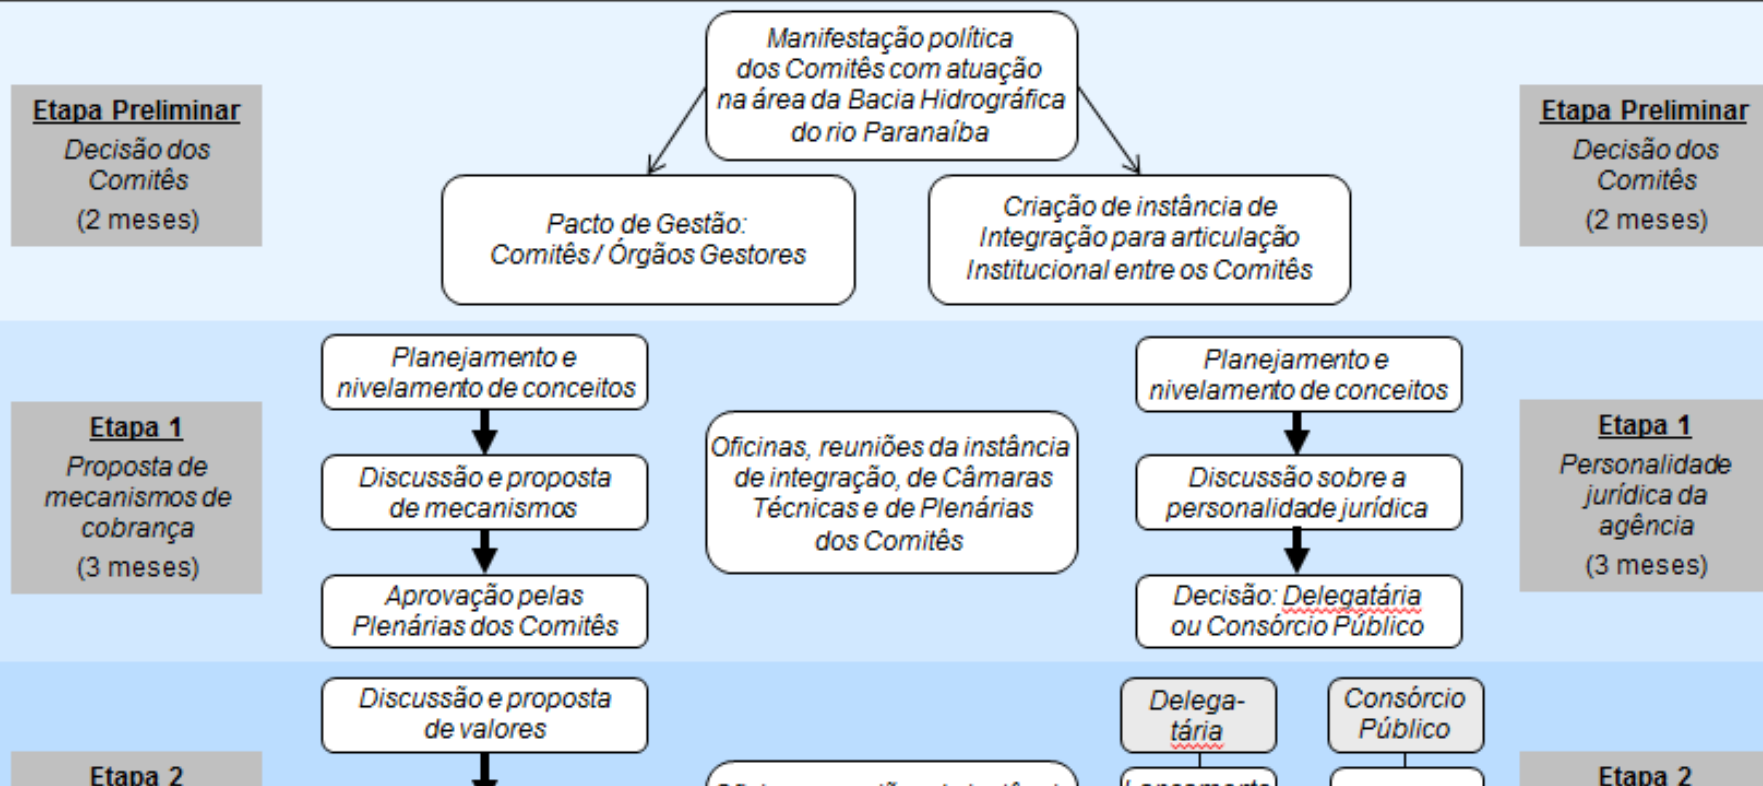 Manifestação política
dos Comitês com atuação
na área da Bacia Hidrográfica
do rio Paranaíba
Etapa Preliminar
Decisão dos
Comitês
(2 meses)
Pacto de Gestão:
Comitês / Órgãos Gestores
Criação de instância de
Integração para articulação
Institucional entre os Comitês
Etapa Preliminar
Decisão dos
Comitês
(2 meses)
Etapa 1
Proposta de
mecanismos de
cobrança
(3 meses)
Planejamento e
nivelamento de conceitos
Discussão e proposta
de mecanismos
Aprovação pelas
Plenárias dos Comitês
Oficinas, reuniões da instância
de integração, de Câmaras
Técnicas e de Plenárias
dos Comitês
Planejamento e
nivelamento de conceitos
Discussão sobre a
personalidade jurídica
Decisão: Delegatária
ou Consórcio Público
Etapa 1
Personalidade
jurídica da
agência
(3 meses)
Etapa 2
Discussão e proposta
de valores
Delega-
tária
Lançamento
Consórcio
Público
Etapa 2